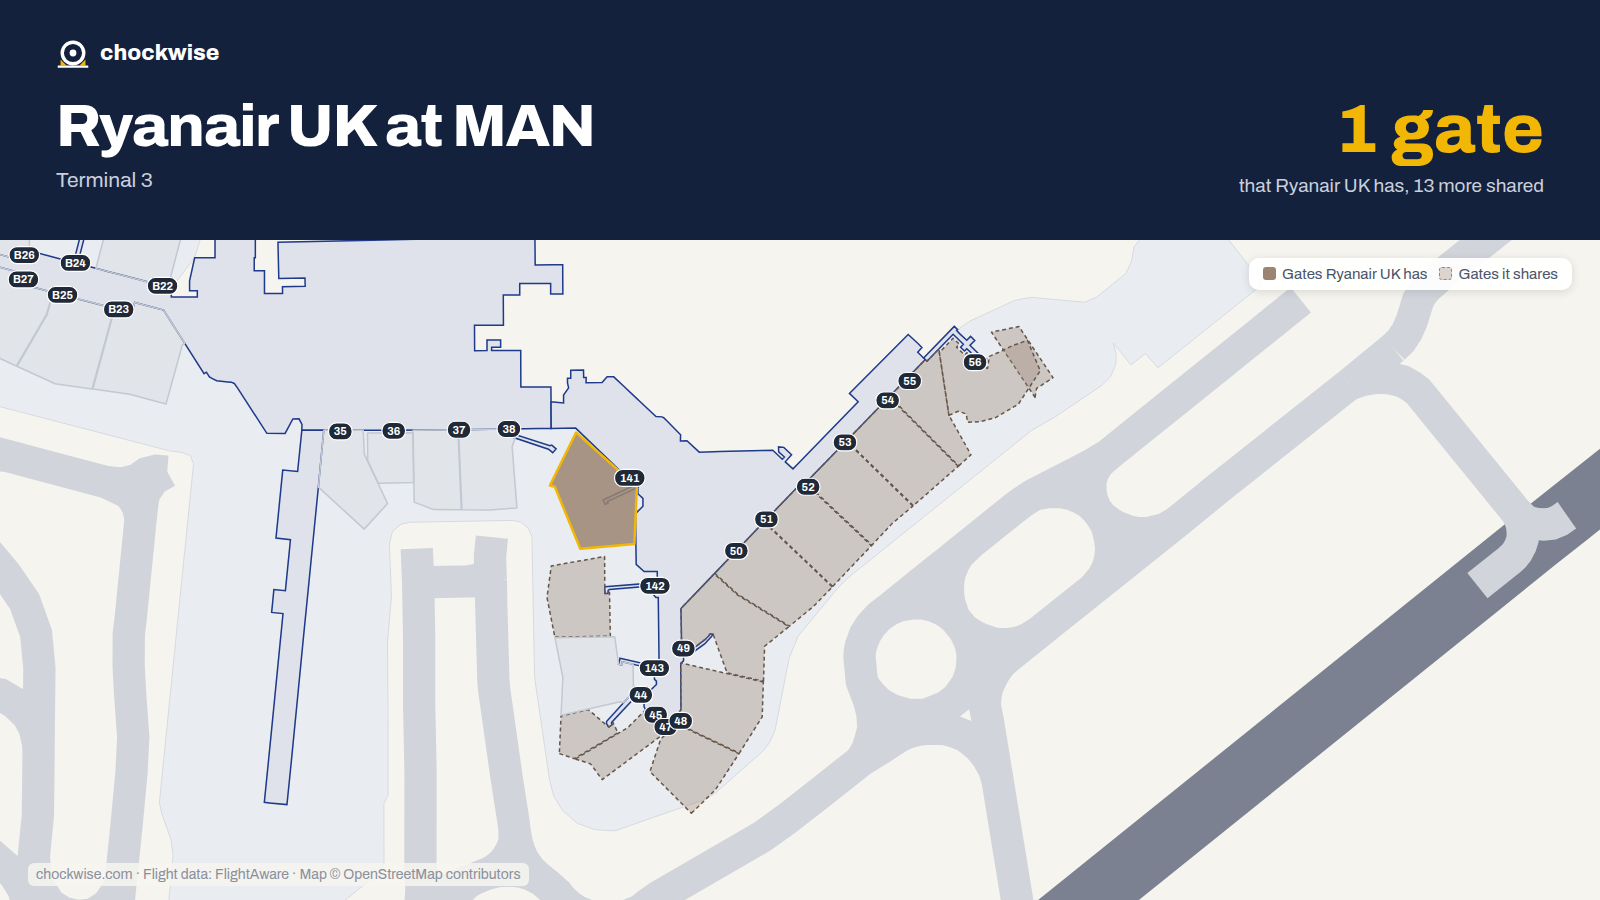 chockwise
Ryanair UK at MAN
Terminal 3
1 gate
that Ryanair UK has, 13 more shared
Gates Ryanair UK has
Gates it shares
B26
B24
B27
B25
B22
B23
35
36
37
38
141
142
143
44
45
47
48
49
50
51
52
53
54
55
56
chockwise.com · Flight data: FlightAware · Map © OpenStreetMap contributors